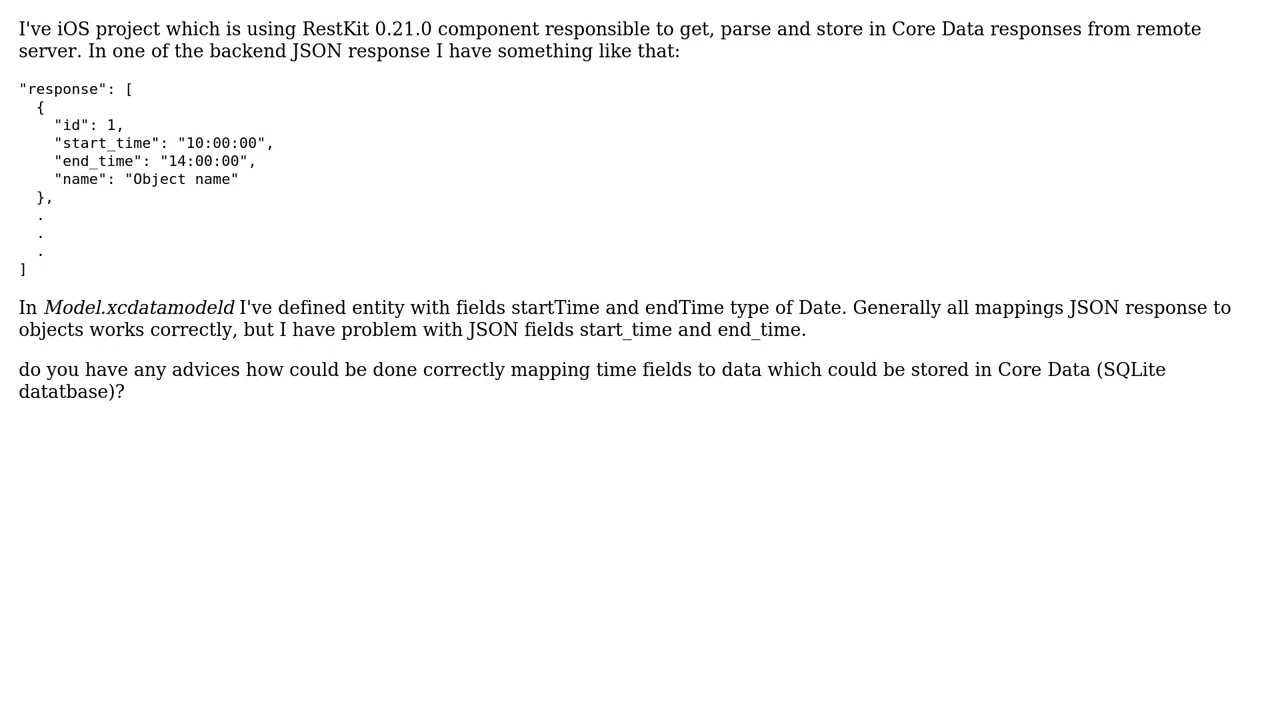 I've iOS project which is using RestKit 0.21.0 component responsible to get, parse and store in Core Data responses from remote
server. In one of the backend JSON response I have something like that:
"response": [
  {
    "id": 1,
    "start_time": "10:00:00",
    "end_time": "14:00:00",
    "name": "Object name"
  },
  .
  .
  .
]
In Model.xcdatamodeld I've defined entity with fields startTime and endTime type of Date. Generally all mappings JSON response to
objects works correctly, but I have problem with JSON fields start_time and end_time.
do you have any advices how could be done correctly mapping time fields to data which could be stored in Core Data (SQLite
datatbase)?